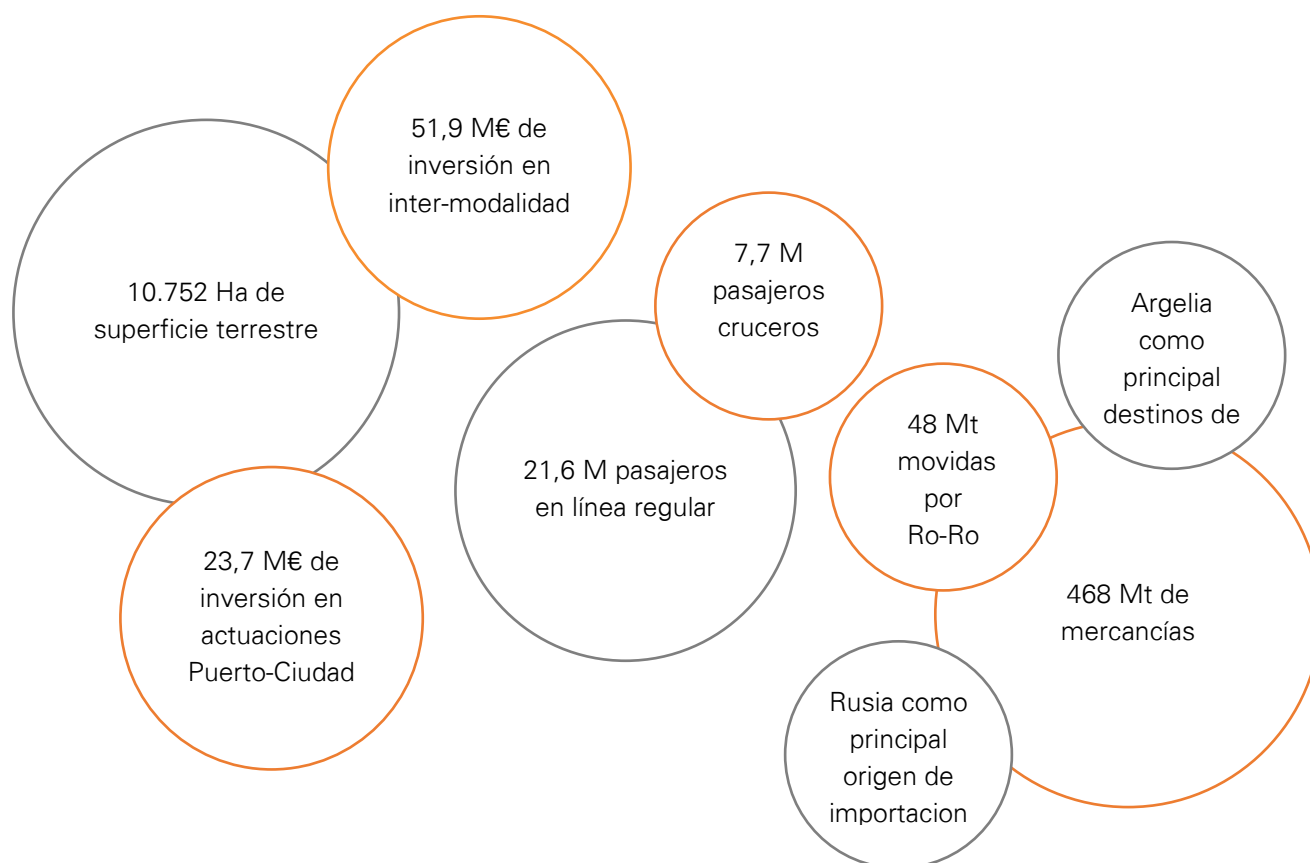 51,9 M€ de
inversión en
inter-modalidad
10.752 Ha de
superficie terrestre
23,7 M€ de
inversión en
actuaciones
Puerto-Ciudad
7,7 M
pasajeros
cruceros
21,6 M pasajeros
en línea regular
48 Mt
movidas
por
Ro-Ro
Argelia
como
principal
destinos de
468 Mt de
mercancías
Rusia como
principal
origen de
importacion